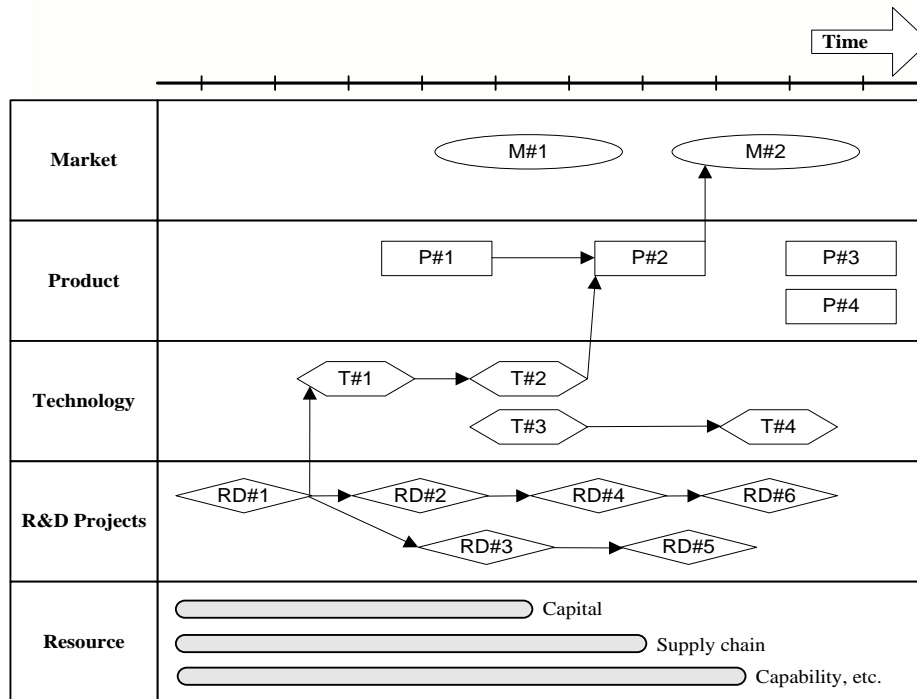 Time
Market
M#1
M#2
Product
P#1
P#2
P#3
P#4
Technology
T#1
T#2
T#3
T#4
R&D Projects
RD#1
RD#2
RD#4
RD#6
RD#3
RD#5
Resource
Capital
Supply chain
Capability, etc.